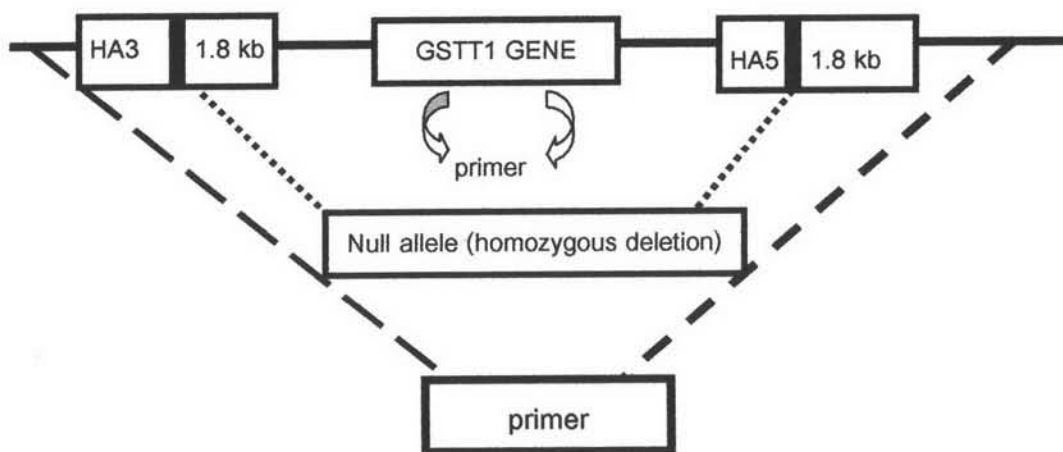 HA3 1.8 kb GSTT1 GENE HA5 1.8 kb
primer
Null allele (homozygous deletion)
primer